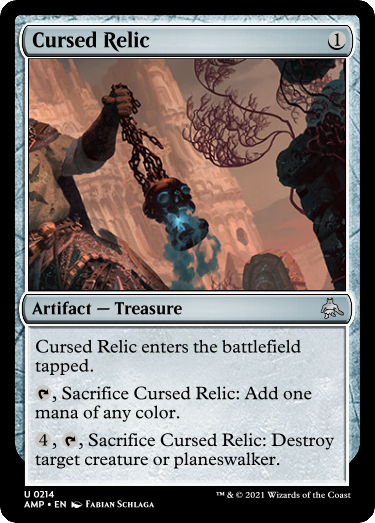 Cursed Relic 1
Artifact — Treasure
Cursed Relic enters the battlefield
tapped.
, Sacrifice Cursed Relic: Add one
mana of any color.
4, , Sacrifice Cursed Relic: Destroy
target creature or planeswalker.
U 0214
AMP • EN Fabian Schlaga ™ & © 2021 Wizards of the Coast